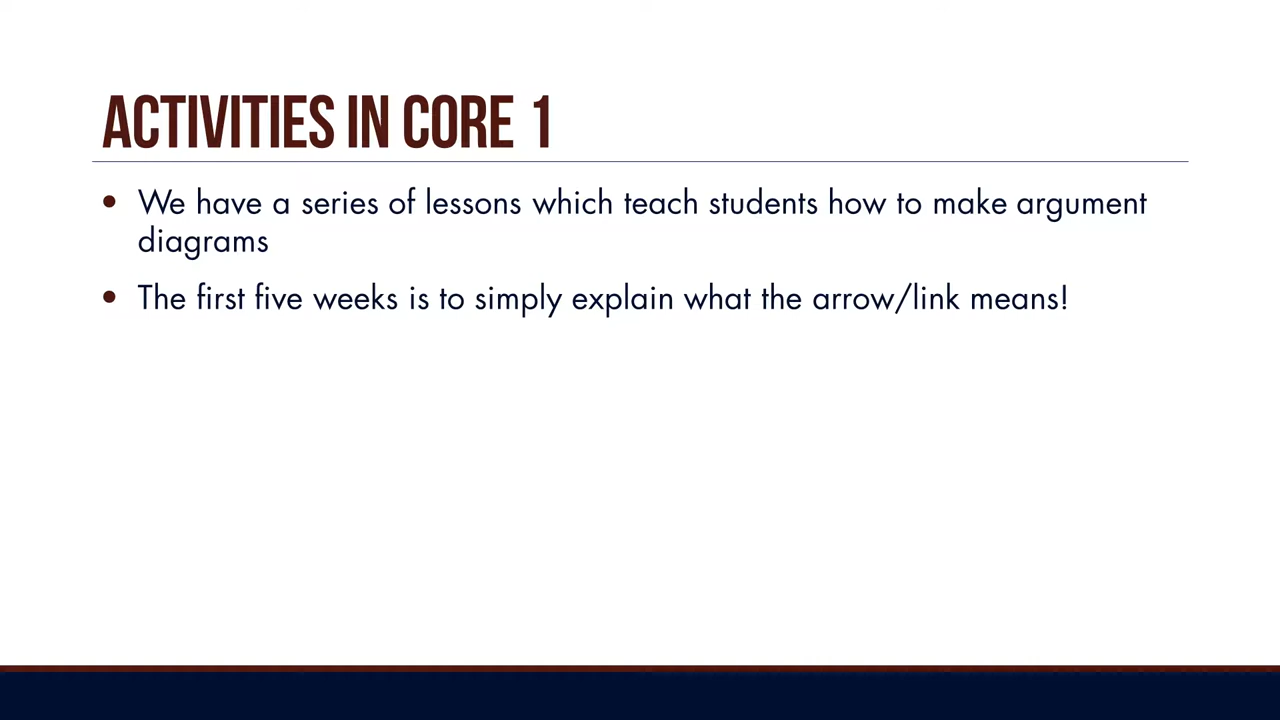 ACTIVITIES IN CORE 1
• We have a series of lessons which teach students how to make argument
diagrams
• The first five weeks is to simply explain what the arrow/link means!